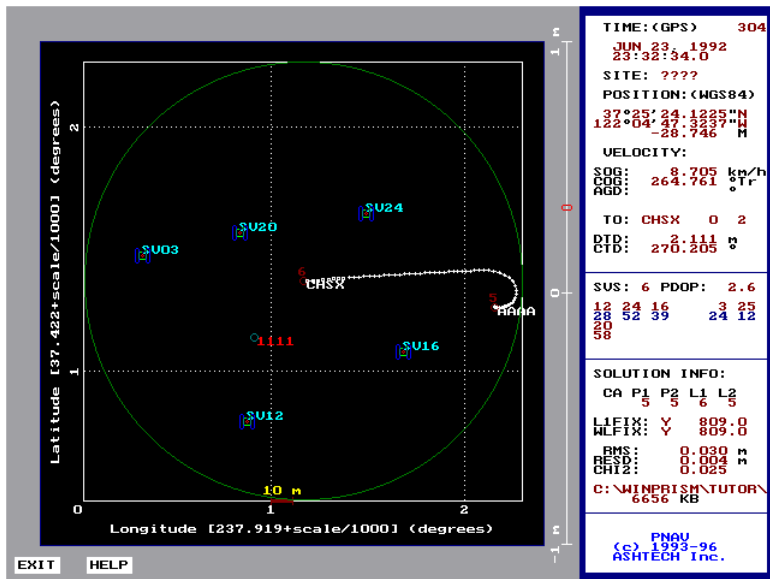 TIME:(GPS) 304
JUN 23, 1992
23:32:34.0
SITE: ????
POSITION:(WGS84)
37°25'24.1225"N
122°04'47.3237"W
-28.746 M
VELOCITY:
SOG: 8.705 km/h
COG: 264.761 °Tr
AGD: °
TO: CHSX 0 2
DTD: 2.111 m
CTD: 270.205 °
SVS: 6 PDOP: 2.6
12 24 16 3 25
28 52 39 24 12
20
58
SOLUTION INFO:
CA P1 P2 L1 L2
5 5 6 5
L1FIX: Y 809.0
WLFIX: Y 809.0
RMS: 0.030 m
RESD: 0.004 m
CHI2: 0.025
C:\WINPRISM\TUTOR\
6656 KB
PNAV
(c) 1993-96
ASHTECH Inc.
Latitude [37.422+scale/1000] (degrees)
2
1
SV24
SV20
SV03
6
CHSX
5
AAAA
1111
SV16
SV12
10 m
0
1
2
Longitude [237.919+scale/1000] (degrees)
1 m
0
0
-1 m
EXIT
HELP